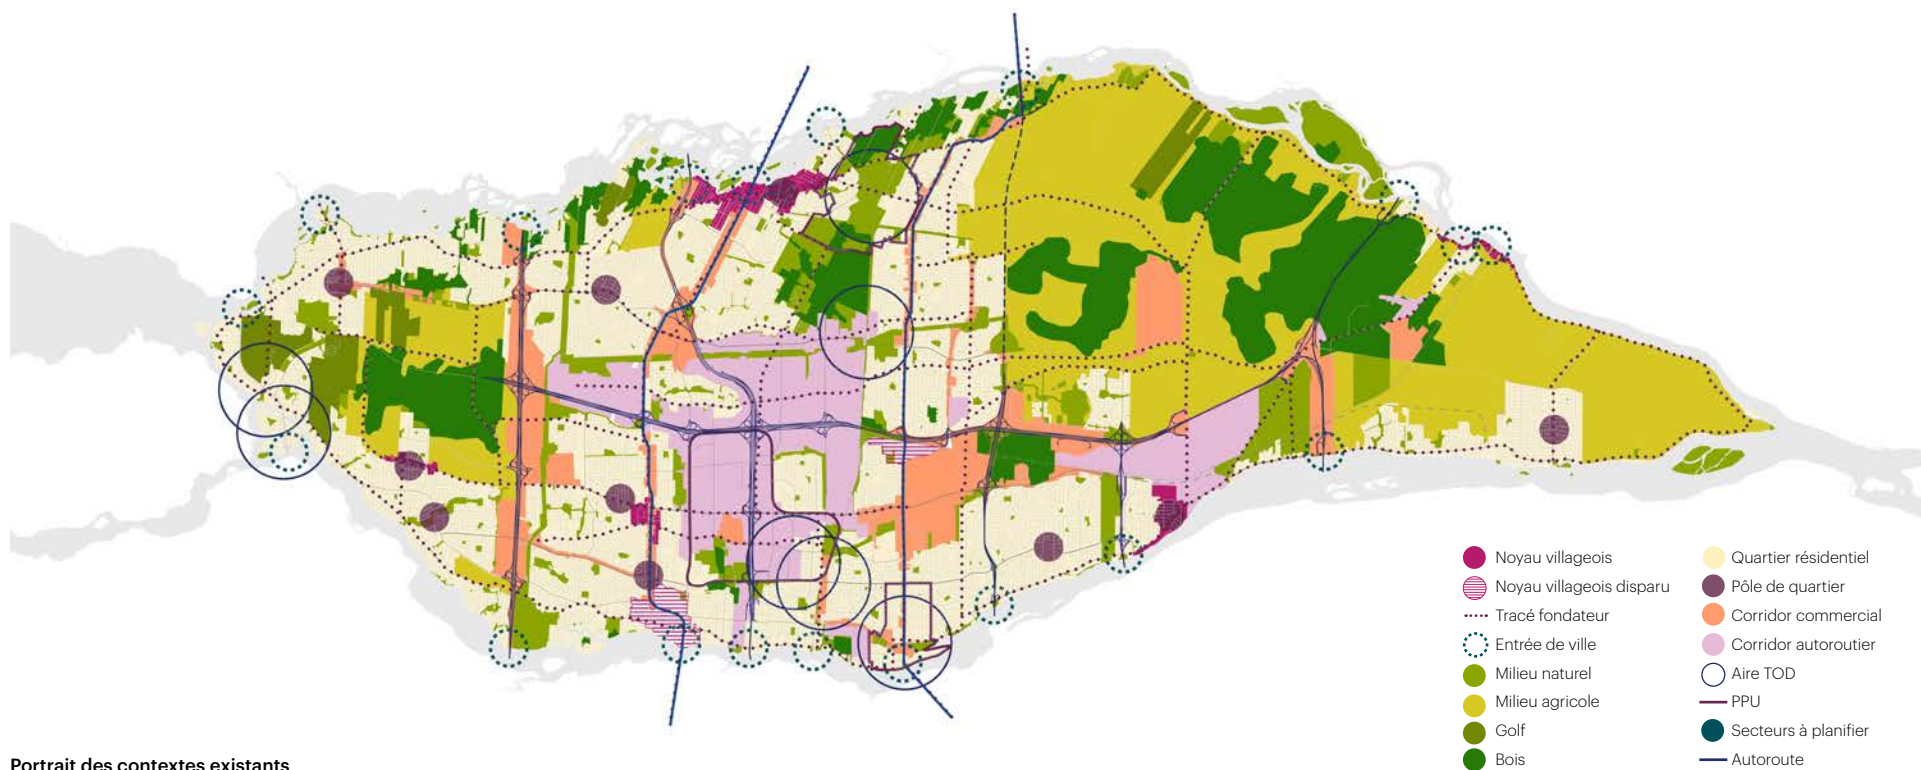 Noyau villageois
Noyau villageois disparu
Tracé fondateur
Entrée de ville
Milieu naturel
Milieu agricole
Golf
Bois
Quartier résidentiel
Pôle de quartier
Corridor commercial
Corridor autoroutier
Aire TOD
PPU
Secteurs à planifier
Autoroute
Portrait des contextes existants